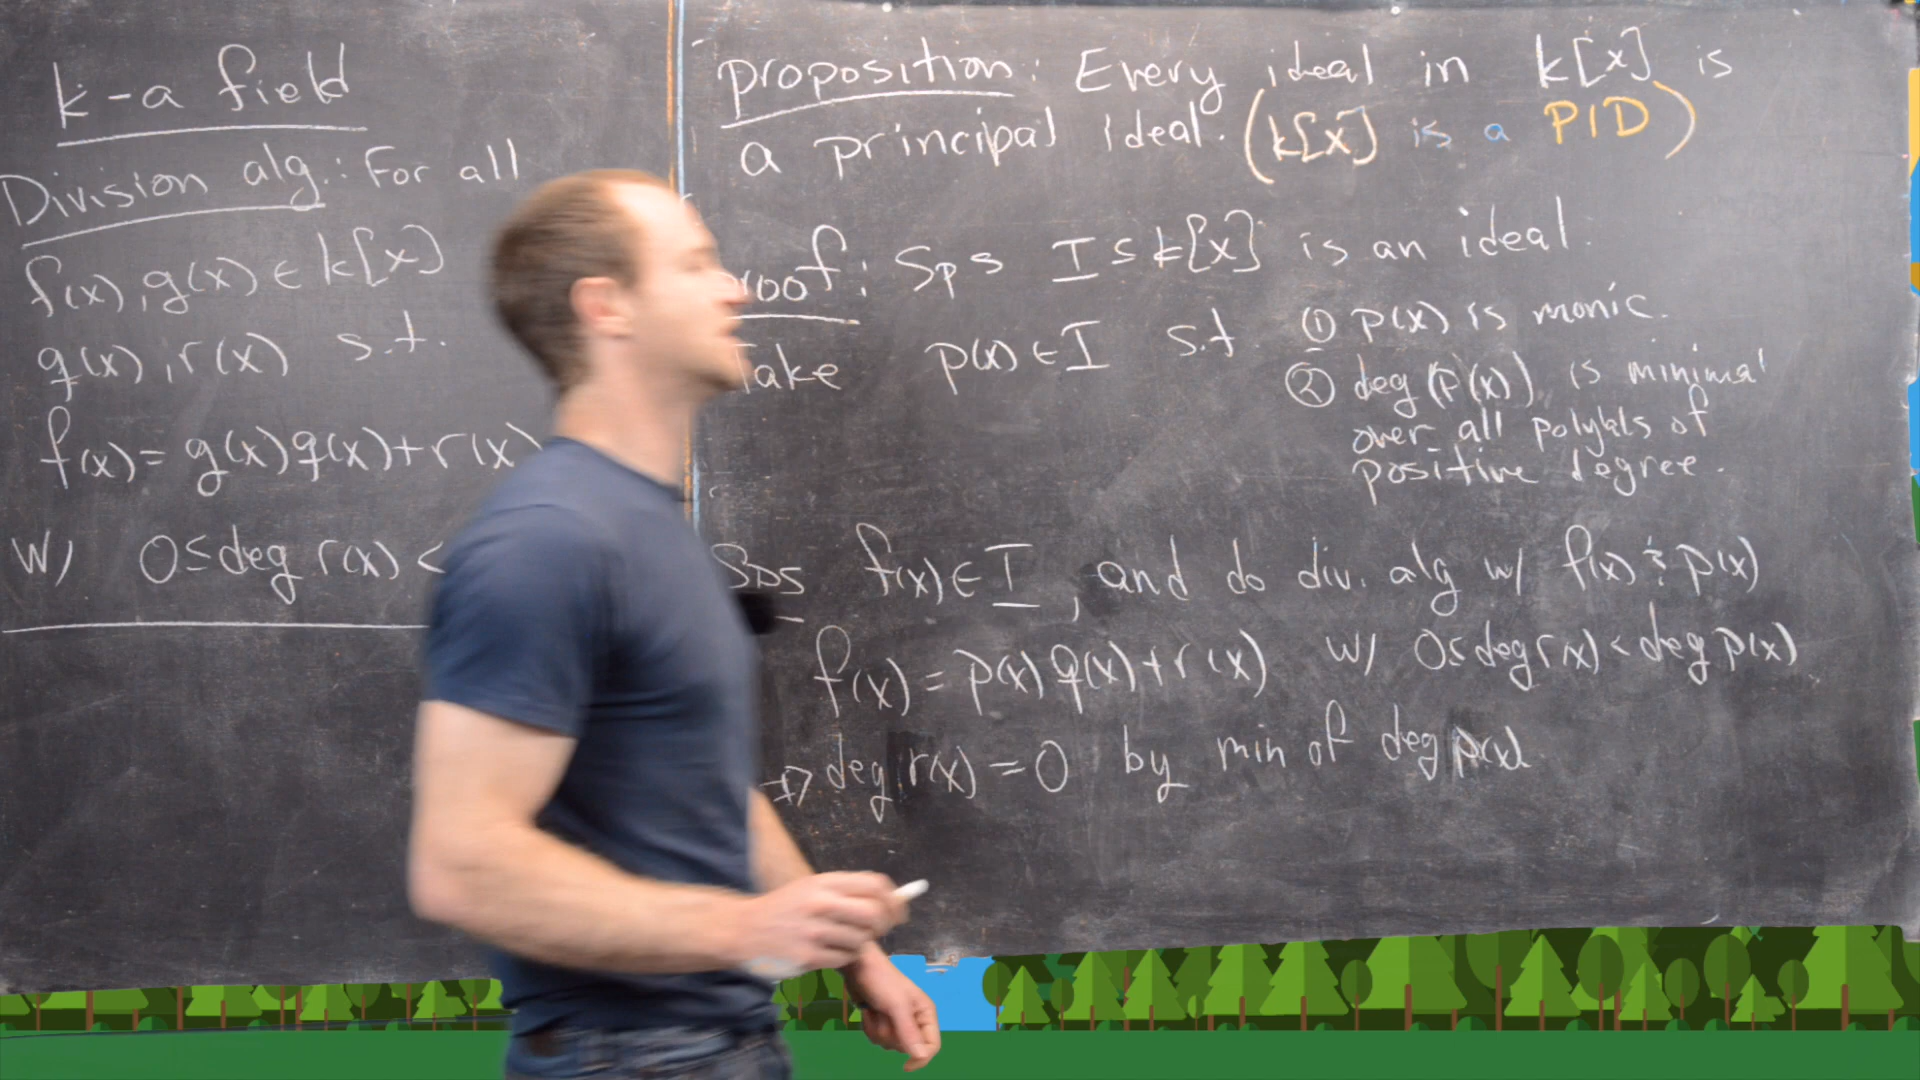 k - a field
Division alg.: For all
f(x), g(x) ∈ k[x]
q(x), r(x) s.t.
f(x) = g(x)q(x)+r(x)
w/ 0 ≤ deg r(x) <
proposition: Every ideal in k[x] is
a principal ideal. (k[x] is a PID)
roof: Sps I ≤ k[x] is an ideal.
Take p(x) ∈ I s.t.
① p(x) is monic.
② deg(p(x)) is minimal
over all polyls of
positive degree.
Sps f(x) ∈ I, and do div. alg w/ f(x) & p(x)
f(x) = p(x)q(x)+r(x) w/ 0 ≤ deg r(x) < deg p(x)
⇒ deg r(x) = 0 by min of deg p(x).